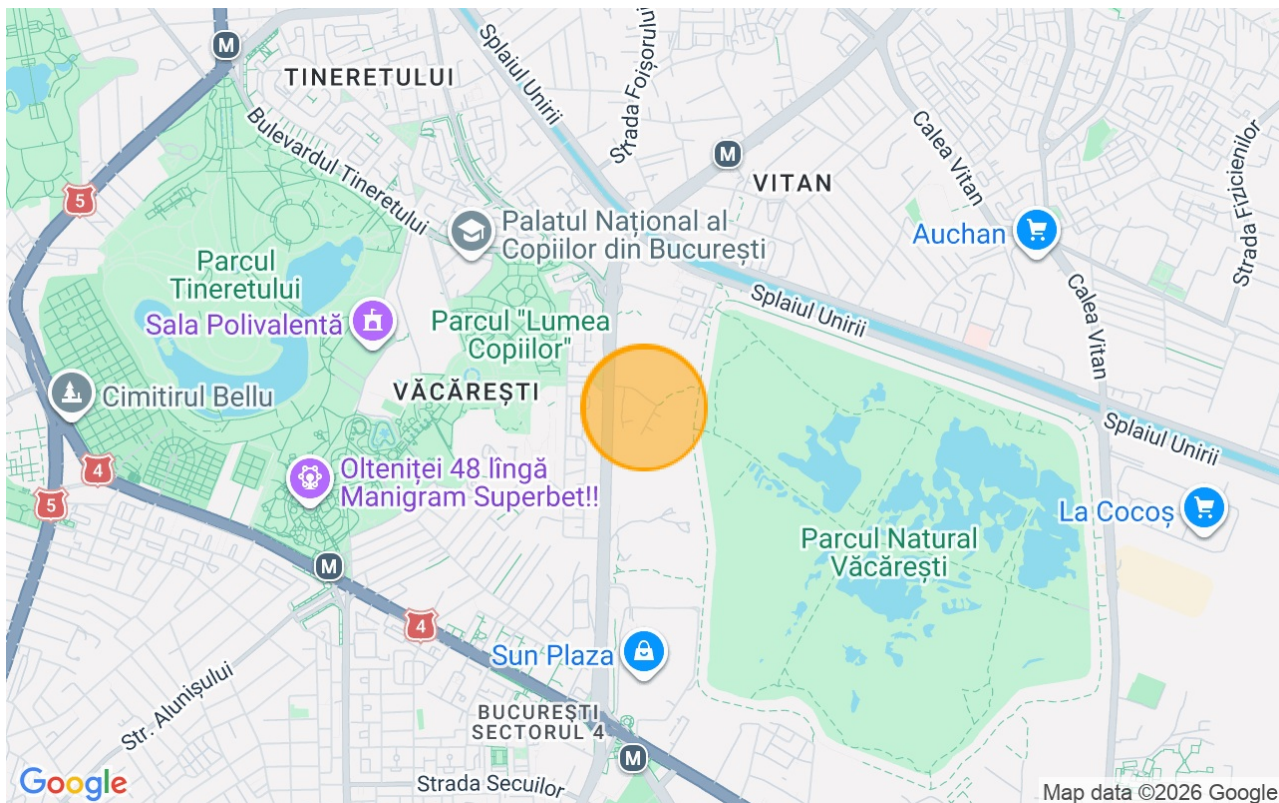 M
TINERETULUI
Splaiul Unirii
Strada Foișorului
Bulevardul Tineretului
M
VITAN
Calea Vitan
Strada Fizicienilor
5
Palatul Național al
Copiilor din București
Auchan
Parcul
Tineretului
Sala Polivalentă
Parcul "Lumea
Copiilor"
Splaiul Unirii
Calea Vitan
Cimitirul Bellu
VĂCĂREȘTI
Splaiul Unirii
4
5
Olteniței 48 lîngă
Manigram Superbet!!
La Cocoș
Parcul Natural
Văcărești
M
4
Sun Plaza
Str. Alunișului
BUCUREȘTI
SECTORUL 4
M
Strada Secuilor
Google
Map data ©2026 Google